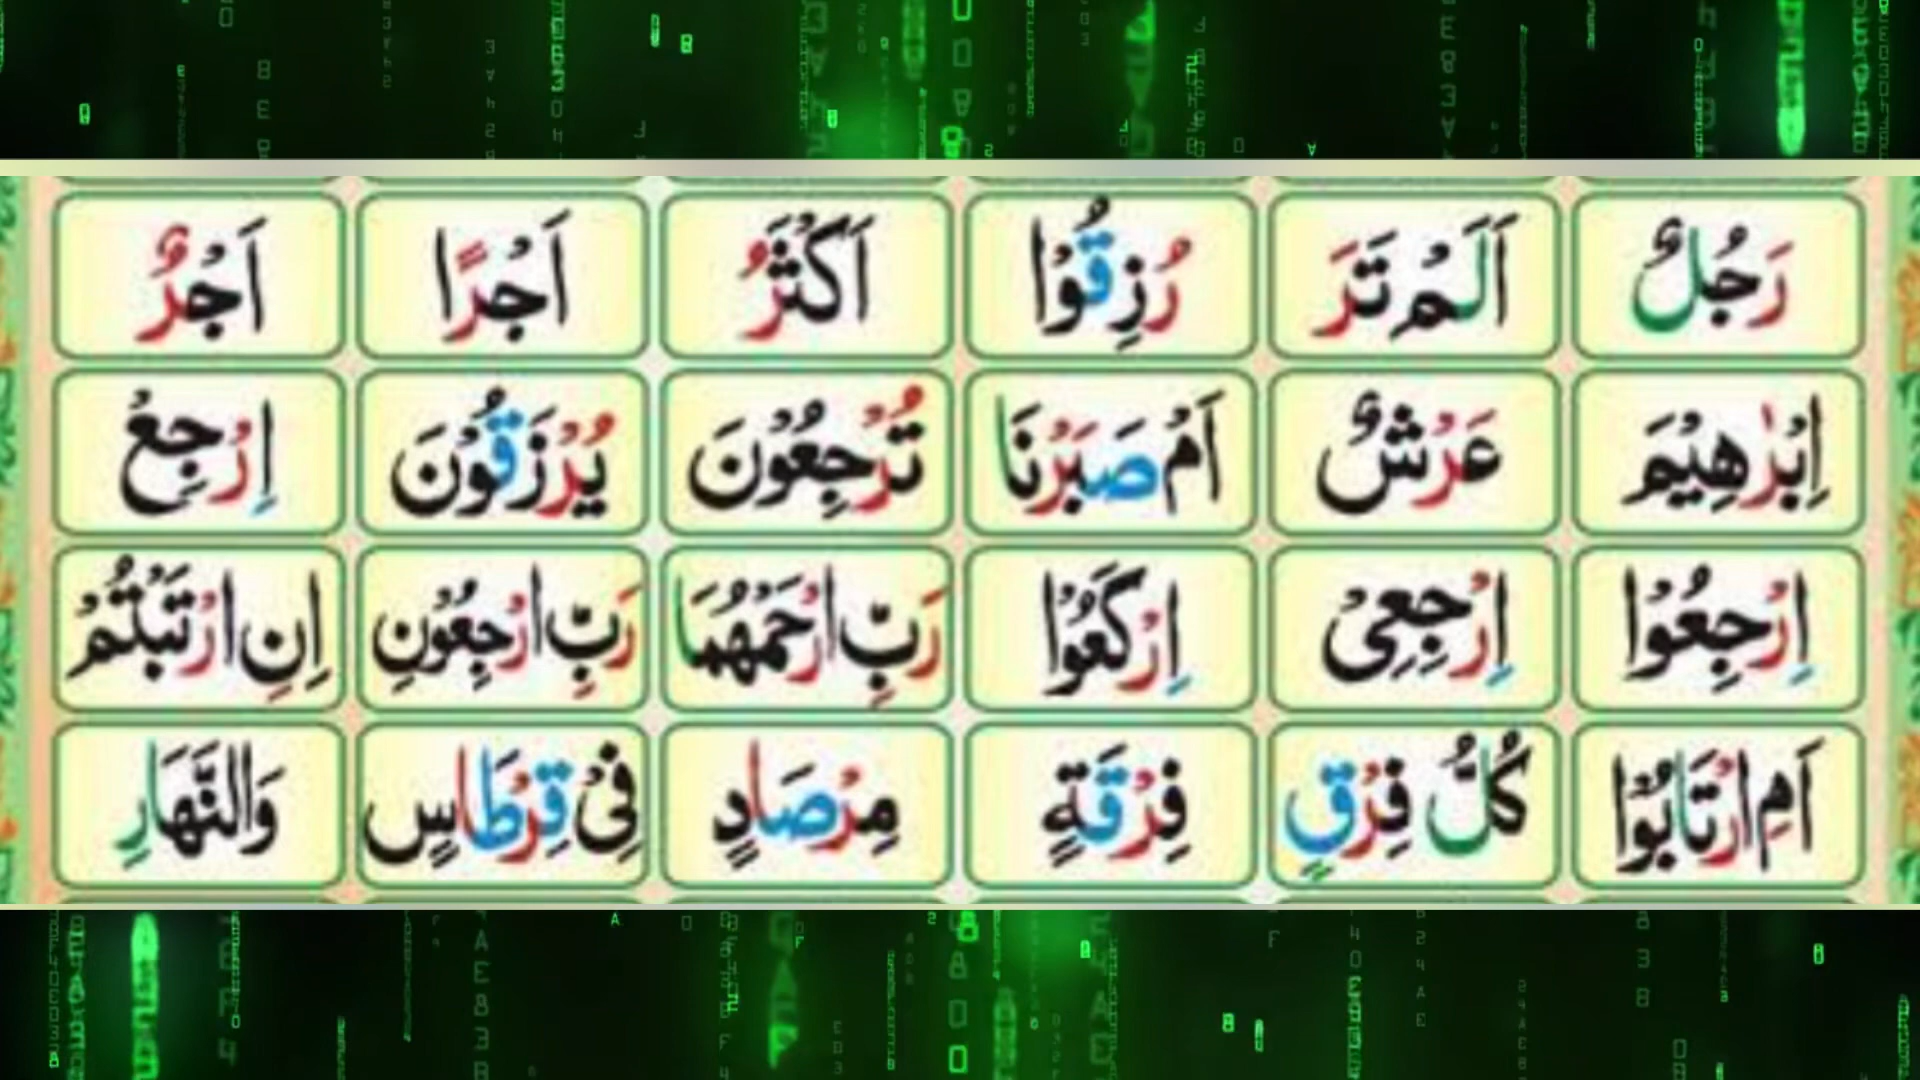 رَجُلٌ اَلَمْ تَرَ رُزِقُوْا اَكْثَرُ اَجْرًا اَجْرٌ
اِبْرٰهِيْمَ عَرْشٌ اَمْ صَبَرْنَا تُرْجَعُوْنَ يُرْزَقُوْنَ اِرْجِعْ
اِرْجِعُوْا اِرْجِعِىْ اِرْكَعُوْا رَبِّ ارْحَمْهُمَا رَبِّ ارْجِعُوْنِ اِنِ ارْتَبْتُمْ
اَمِ ارْتَابُوْا كُلُّ فِرْقٍ فِرْقَةٍ مِرْصَادٍ فِىْ قِرْطَاسٍ وَالنَّهَارِ